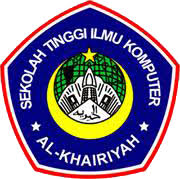 SEKOLAH TINGGI ILMU KOMPUTER
AL-KHAIRIYAH